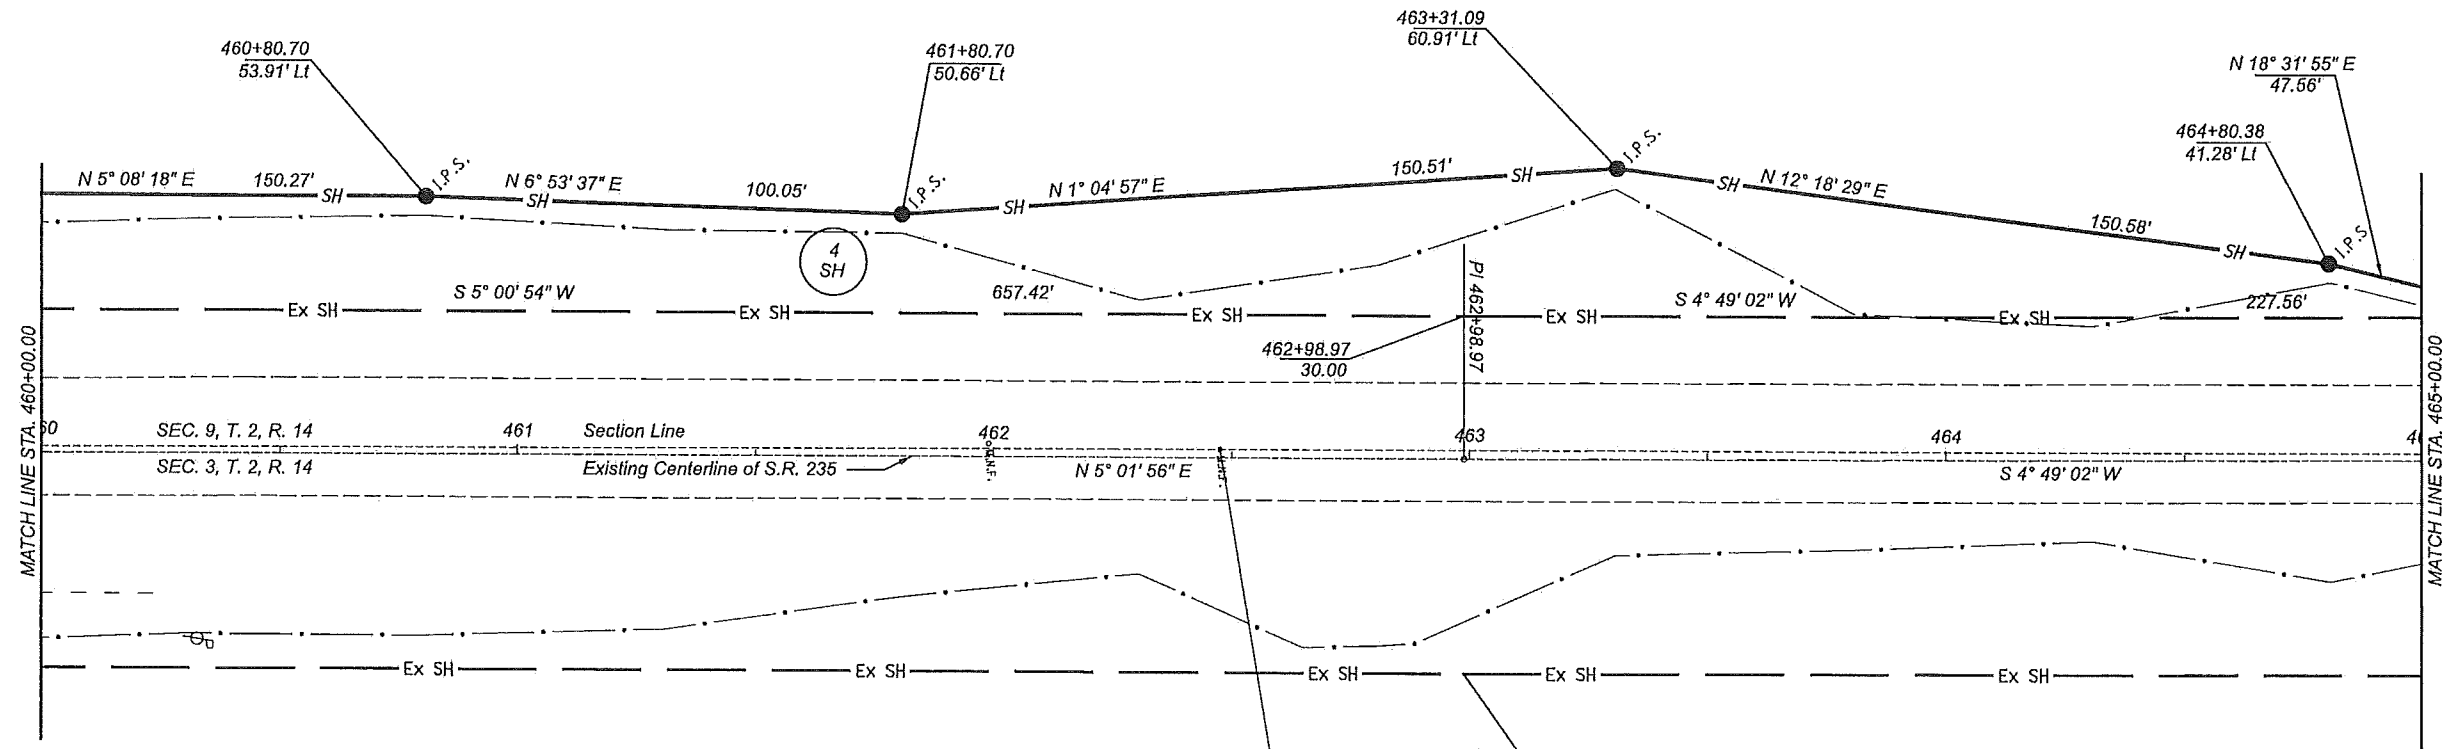 463+31.09
60.91' Lt
460+80.70
53.91' Lt
461+80.70
50.66' Lt
N 18° 31' 55" E
47.56'
464+80.38
41.28' Lt
I.P.S.
I.P.S.
I.P.S.
I.P.S.
N 5° 08' 18" E
150.27'
SH
N 6° 53' 37" E
SH
100.05'
SH
N 1° 04' 57" E
150.51'
SH
SH
N 12° 18' 29" E
150.58'
SH
4
SH
S 5° 00' 54" W
657.42'
S 4° 49' 02" W
227.56'
Ex SH
Ex SH
Ex SH
Ex SH
Ex SH
PI 462+98.97
462+98.97
30.00
MATCH LINE STA. 460+00.00
MATCH LINE STA. 465+00.00
60
SEC. 9, T. 2, R. 14
461
Section Line
462
463
464
46
SEC. 3, T. 2, R. 14
Existing Centerline of S.R. 235
N 5° 01' 56" E
S 4° 49' 02" W
Ex SH
Ex SH
Ex SH
Ex SH
Ex SH